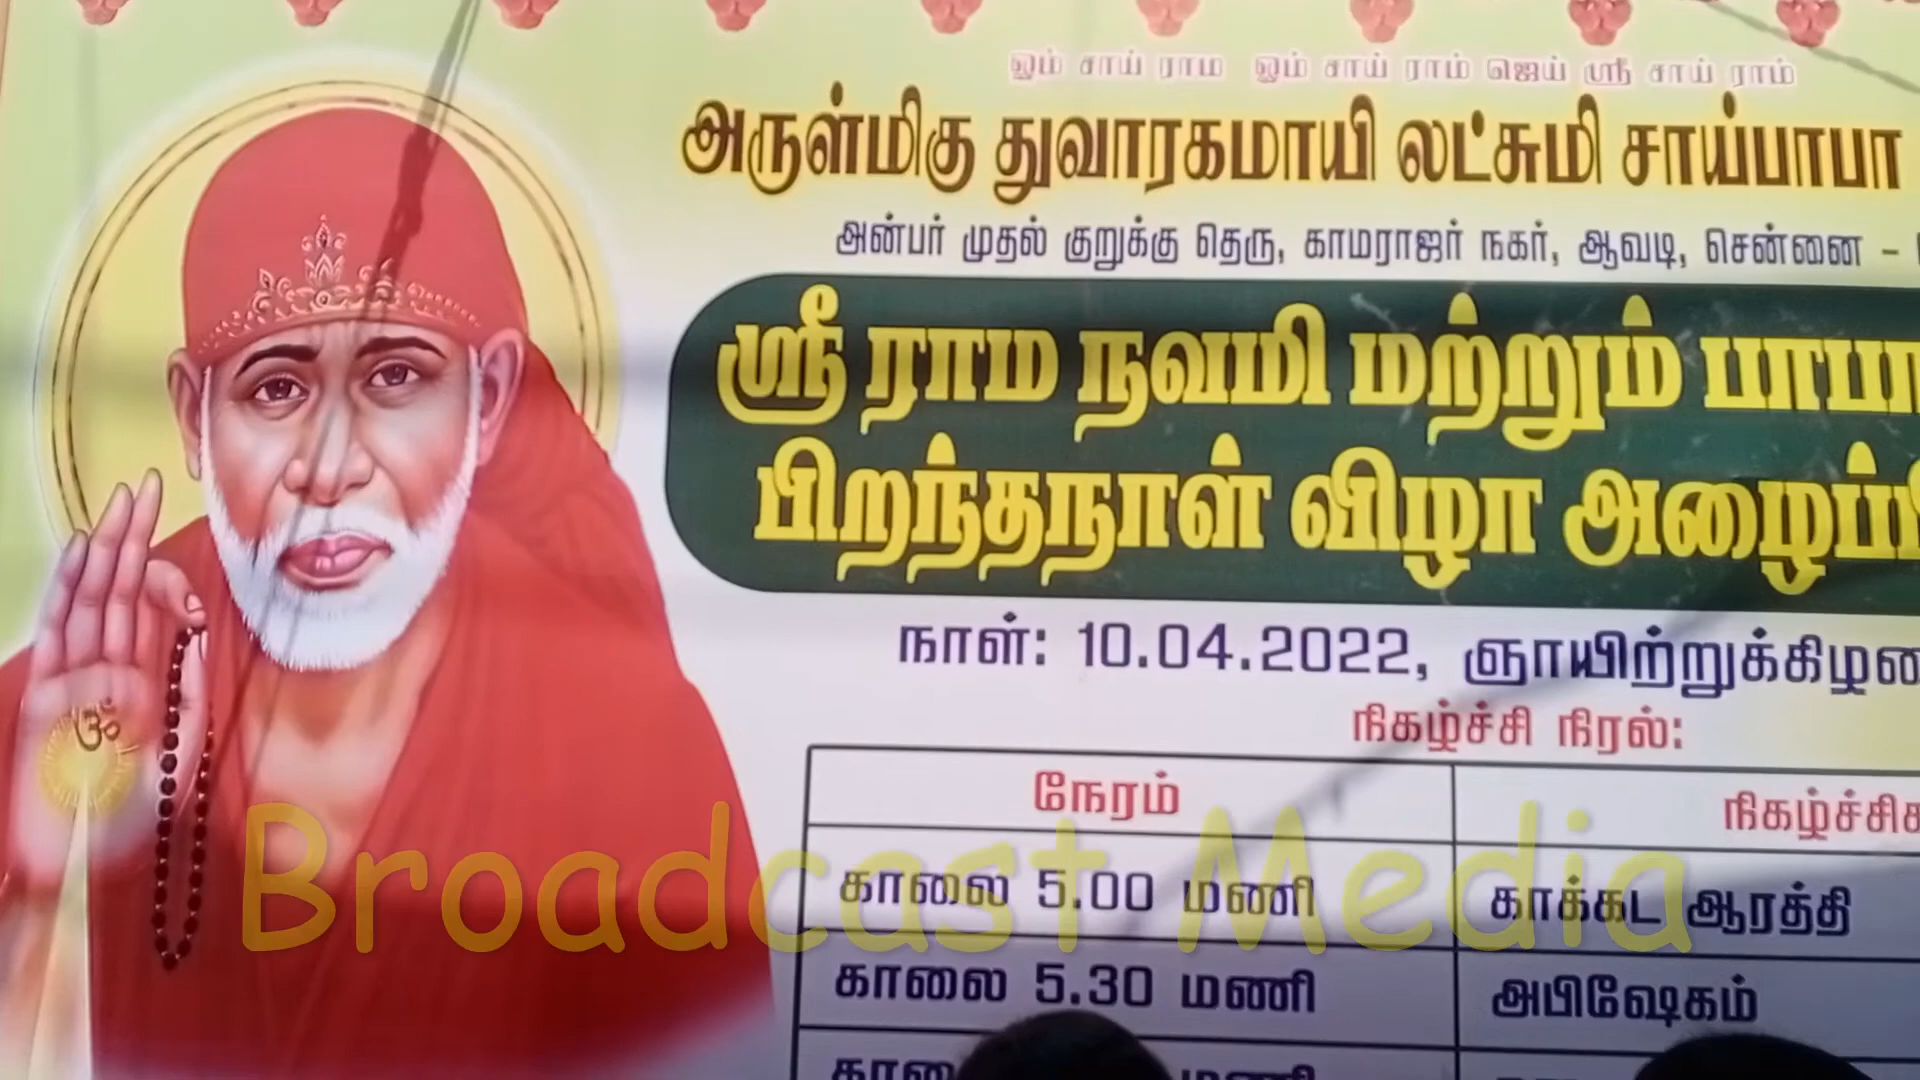 ஓம் சாய் ராம ஓம் சாய் ராம் ஜெய் ஸ்ரீ சாய் ராம்
அருள்மிகு துவாரகமாயி லட்சுமி சாய்பாபா
அன்பர் முதல் குறுக்கு தெரு, காமராஜர் நகர், ஆவடி, சென்னை -
ஸ்ரீ ராம நவமி மற்றும்
பிறந்தநாள் விழா
நாள்: 10.04.2022,
நிகழ்ச்சி நிரல்:
நேரம்
காலை 5.00 மணி காக்கட ஆரத்தி
காலை 5.30 மணி அபிஷேகம்
ௐ
Broadcast Media